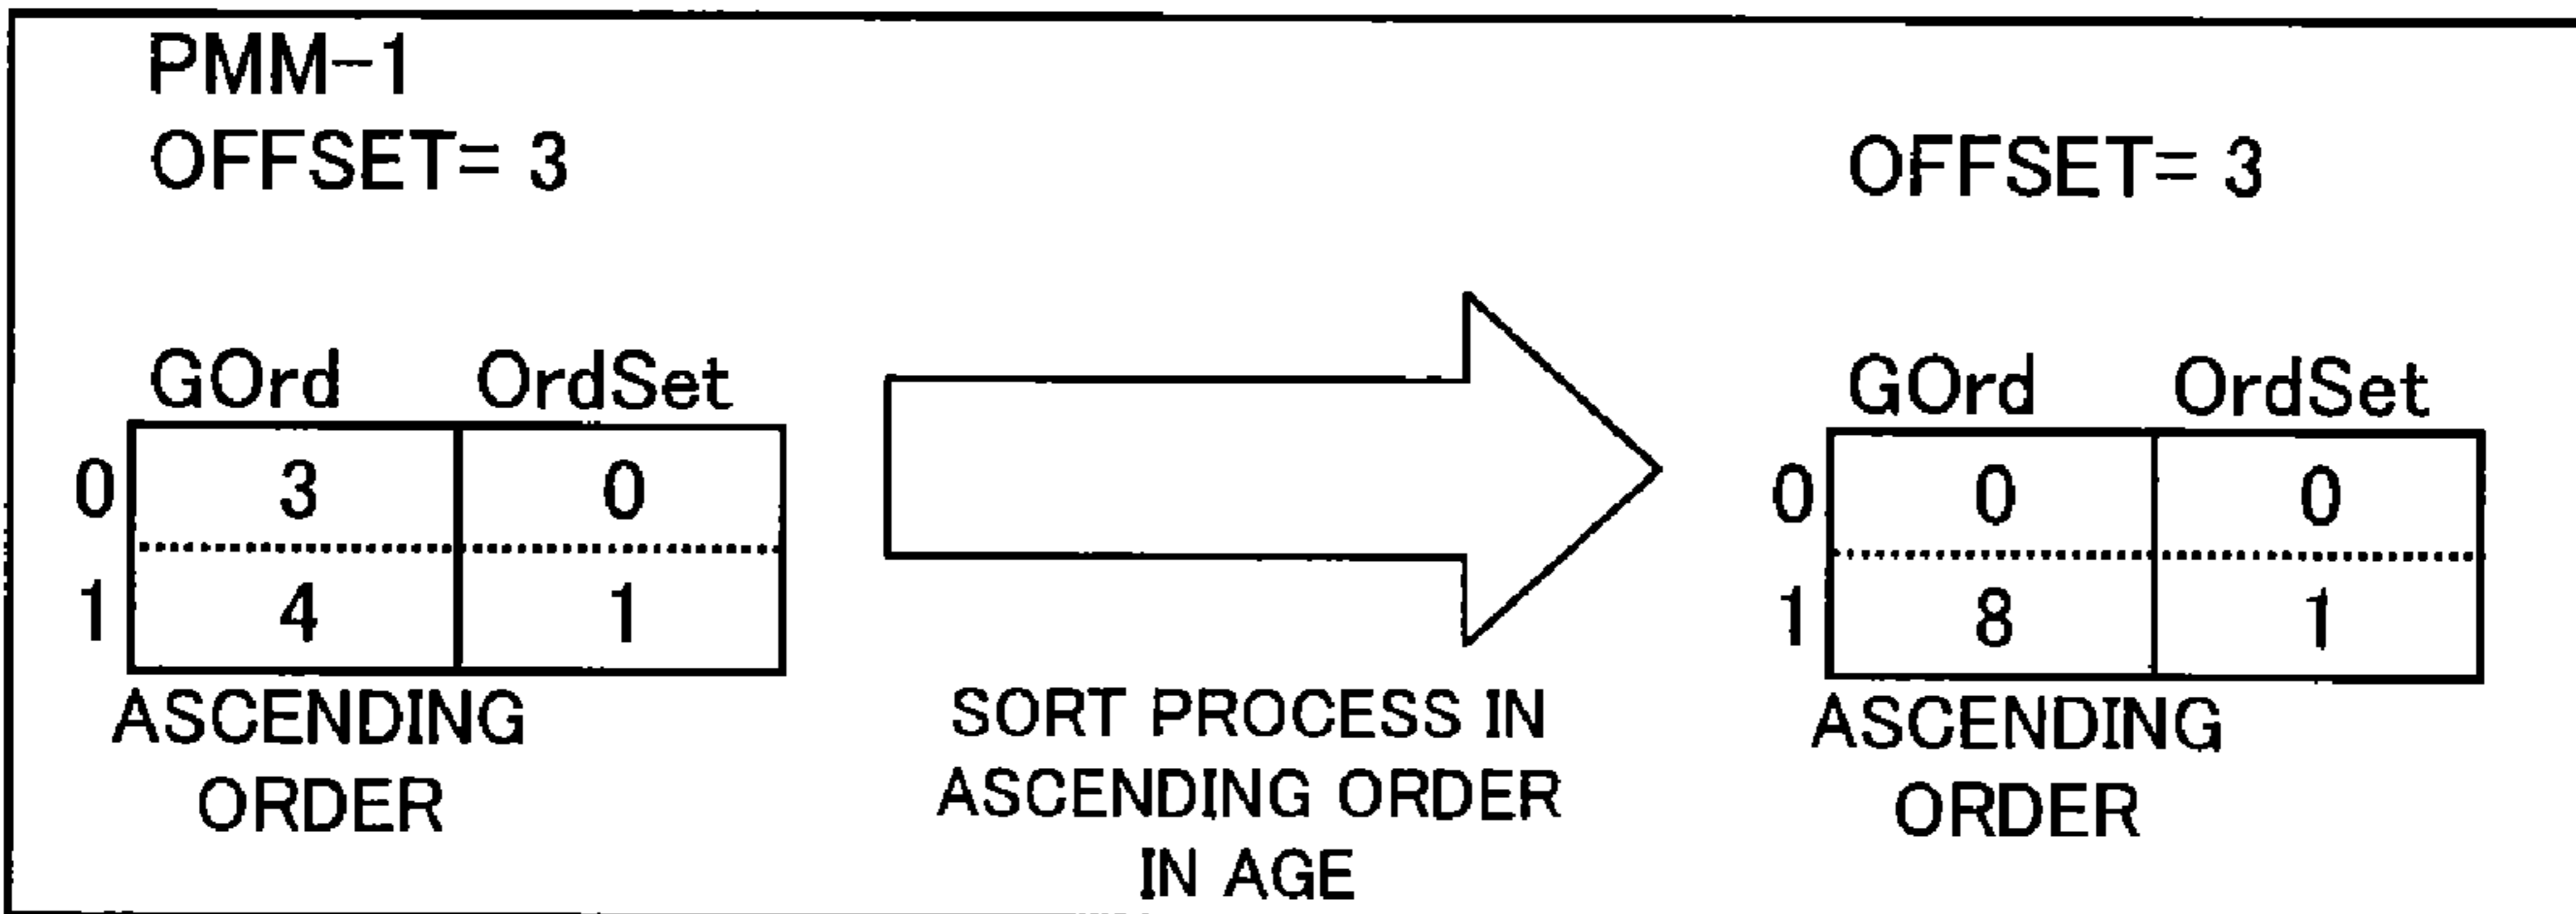 PMM-1
OFFSET= 3
OFFSET= 3
GOrd OrdSet
0 3 0
1 4 1
ASCENDING
ORDER
SORT PROCESS IN
ASCENDING ORDER
IN AGE
GOrd OrdSet
0 0 0
1 8 1
ASCENDING
ORDER